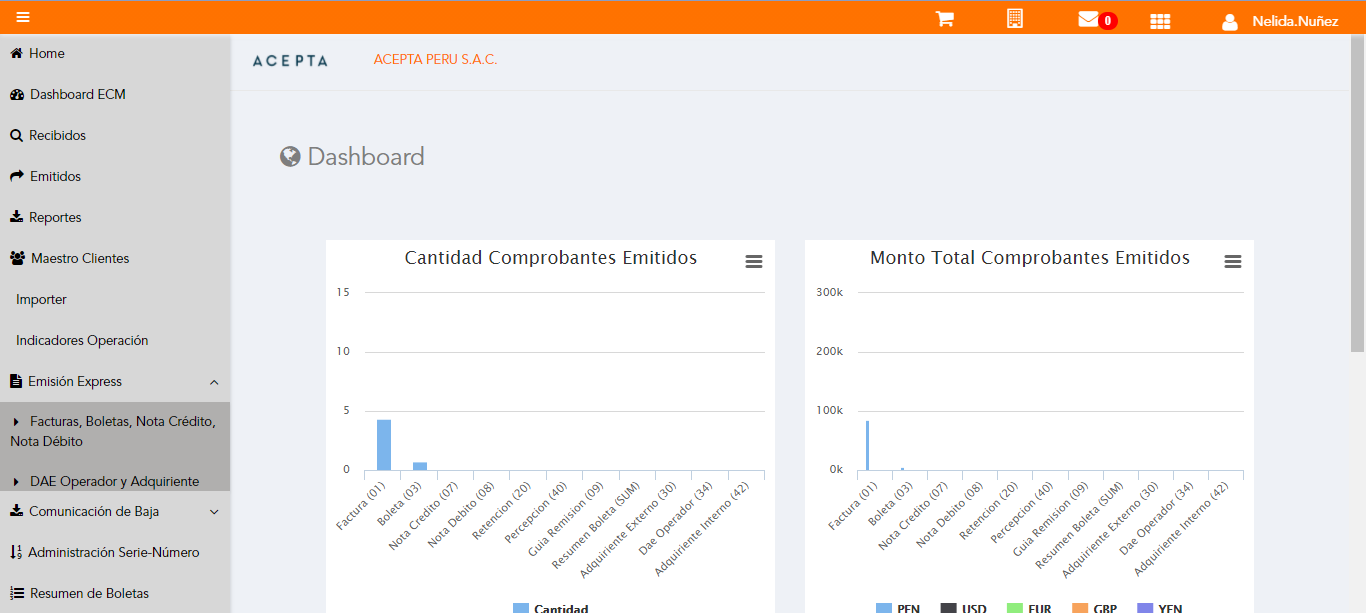 0
Nelida.Nuñez
Home
Dashboard ECM
Recibidos
Emitidos
Reportes
Maestro Clientes
Importer
Indicadores Operación
Emisión Express
Facturas, Boletas, Nota Crédito,
Nota Débito
DAE Operador y Adquiriente
Comunicación de Baja
Administración Serie-Número
Resumen de Boletas
ACEPTA
ACEPTA PERU S.A.C.
Dashboard
Cantidad Comprobantes Emitidos
15
10
5
0
Factura (01)
Boleta (03)
Nota Credito (07)
Nota Debito (08)
Retencion (20)
Percepcion (40)
Guia Remision (09)
Resumen Boleta (SUM)
Adquiriente Externo (30)
Dae Operador (34)
Adquiriente Interno (42)
Cantidad
Monto Total Comprobantes Emitidos
300k
200k
100k
0k
Factura (01)
Boleta (03)
Nota Credito (07)
Nota Debito (08)
Retencion (20)
Percepcion (40)
Guia Remision (09)
Resumen Boleta (SUM)
Adquiriente Externo (30)
Dae Operador (34)
Adquiriente Interno (42)
PEN USD EUR GBP YEN